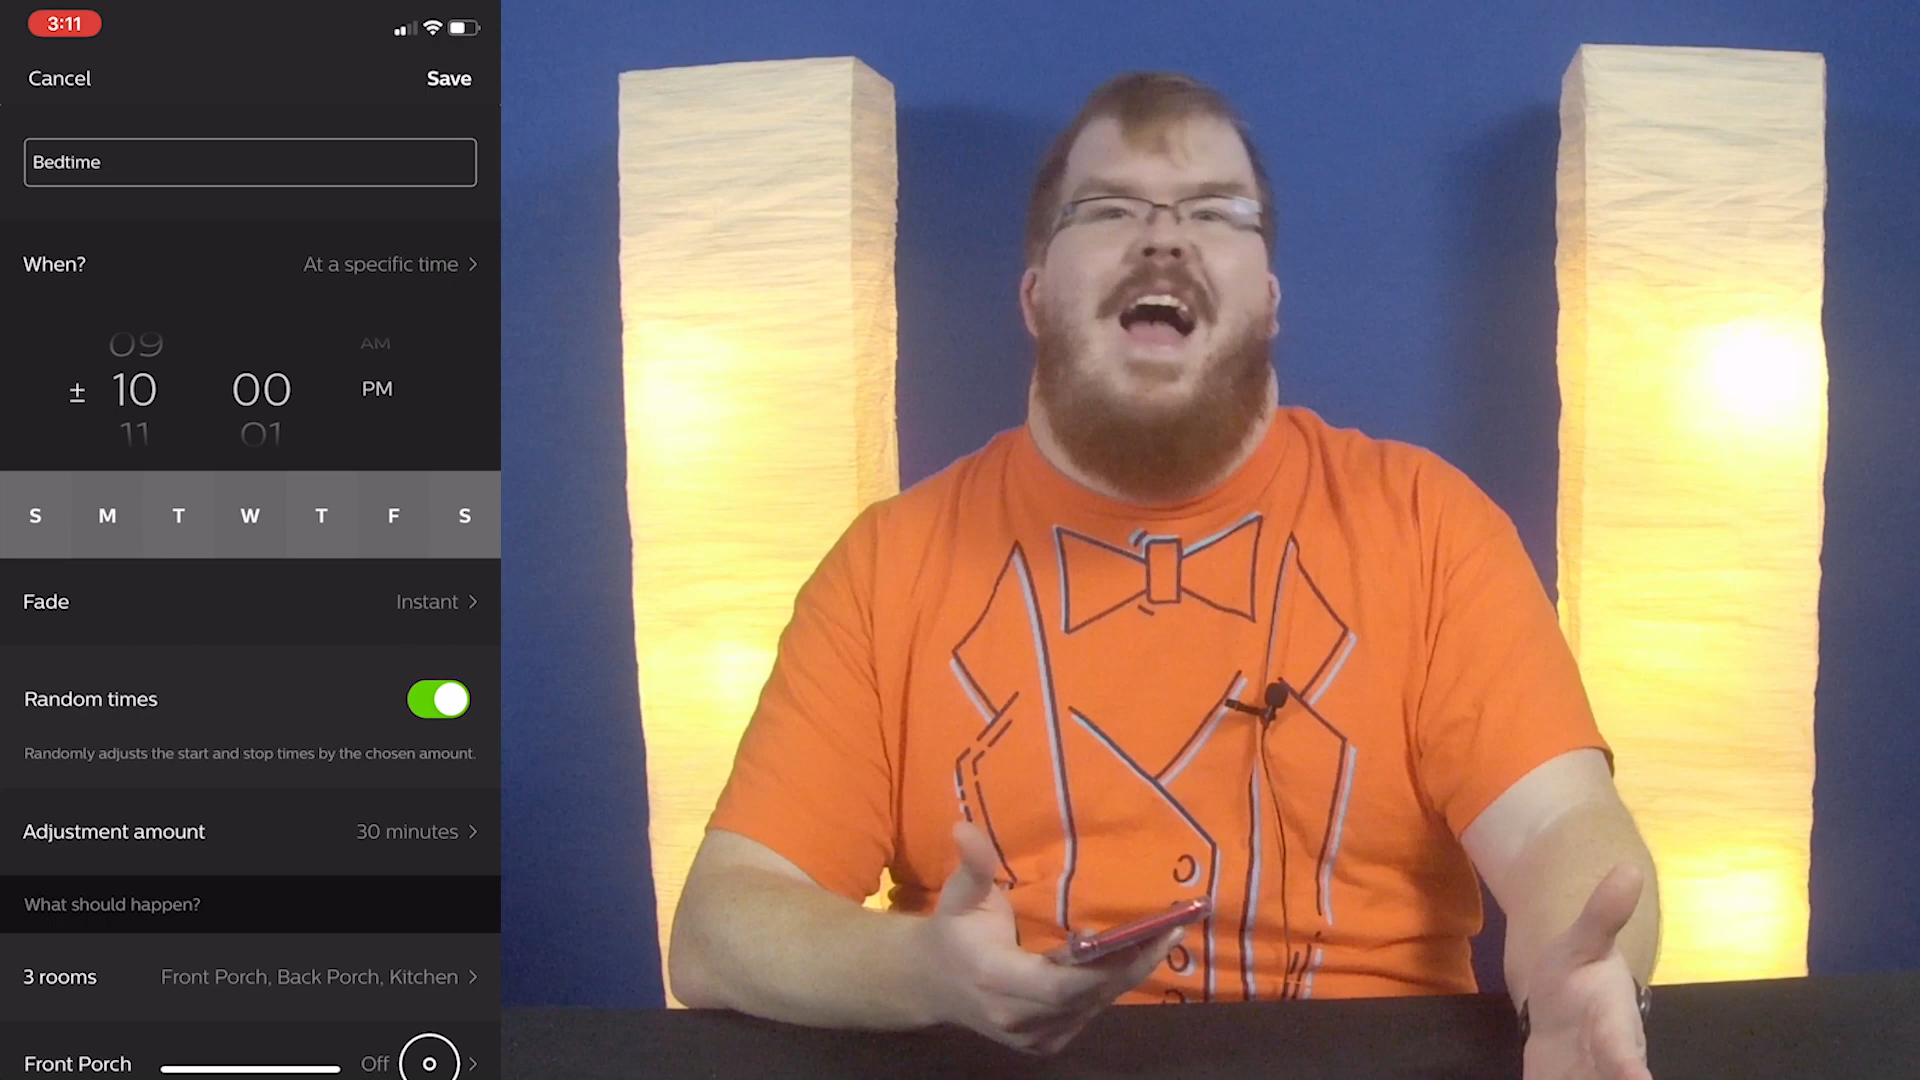 3:11
Cancel Save
Bedtime
When? At a specific time
09 AM
± 10 00 PM
11 01
S M T W T F S
Fade Instant
Random times
Randomly adjusts the start and stop times by the chosen amount.
Adjustment amount 30 minutes
What should happen?
3 rooms Front Porch, Back Porch, Kitchen
Front Porch Off